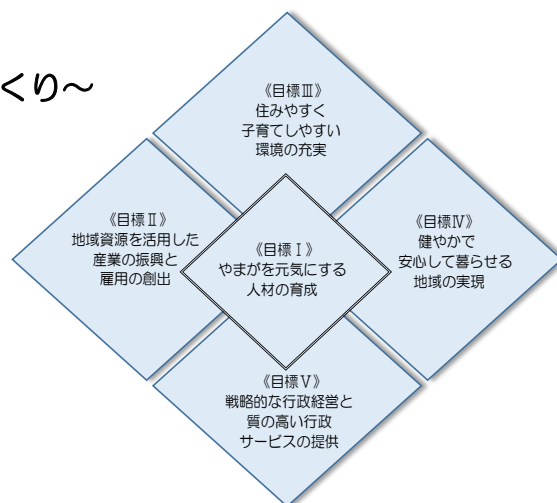 くり～
《目標Ⅲ》
住みやすく
子育てしやすい
環境の充実
《目標Ⅱ》
地域資源を活用した
産業の振興と
雇用の創出
《目標Ⅰ》
やまがを元気にする
人材の育成
《目標Ⅳ》
健やかで
安心して暮らせる
地域の実現
《目標Ⅴ》
戦略的な行政経営と
質の高い行政
サービスの提供